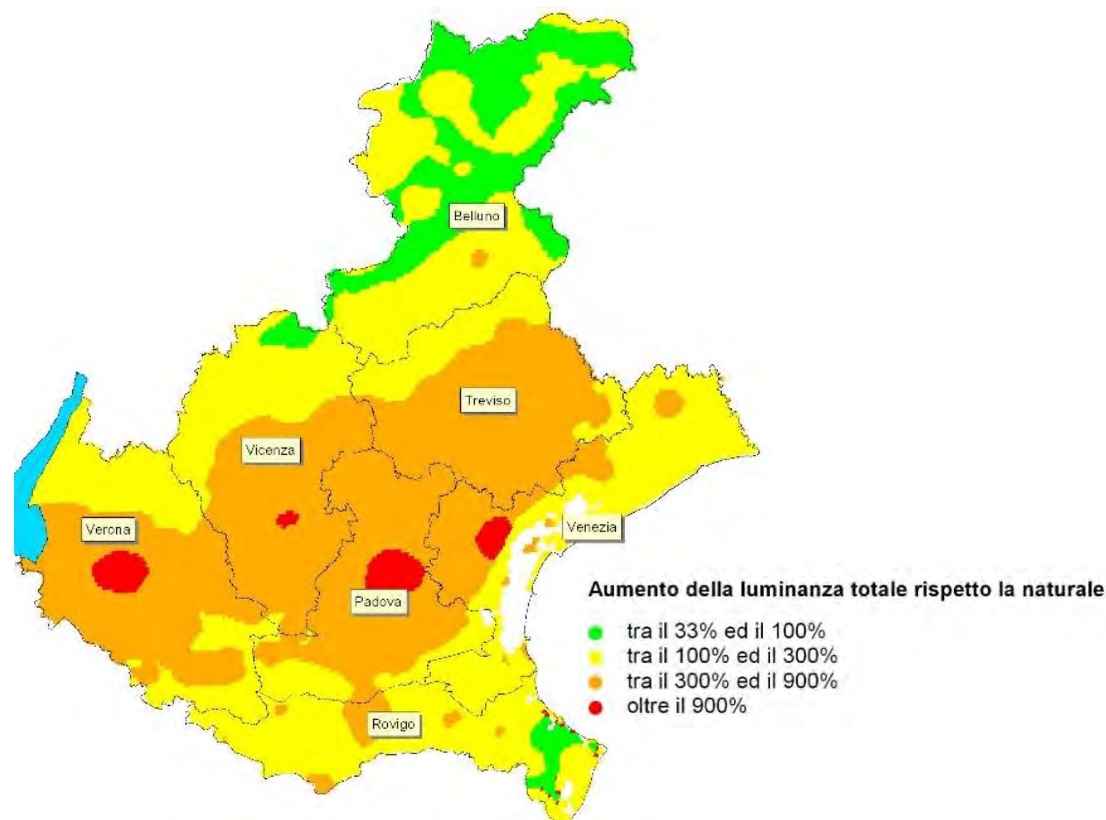 Belluno
Treviso
Vicenza
Verona
Venezia
Padova
Rovigo
Aumento della luminanza totale rispetto la naturale
tra il 33% ed il 100%
tra il 100% ed il 300%
tra il 300% ed il 900%
oltre il 900%